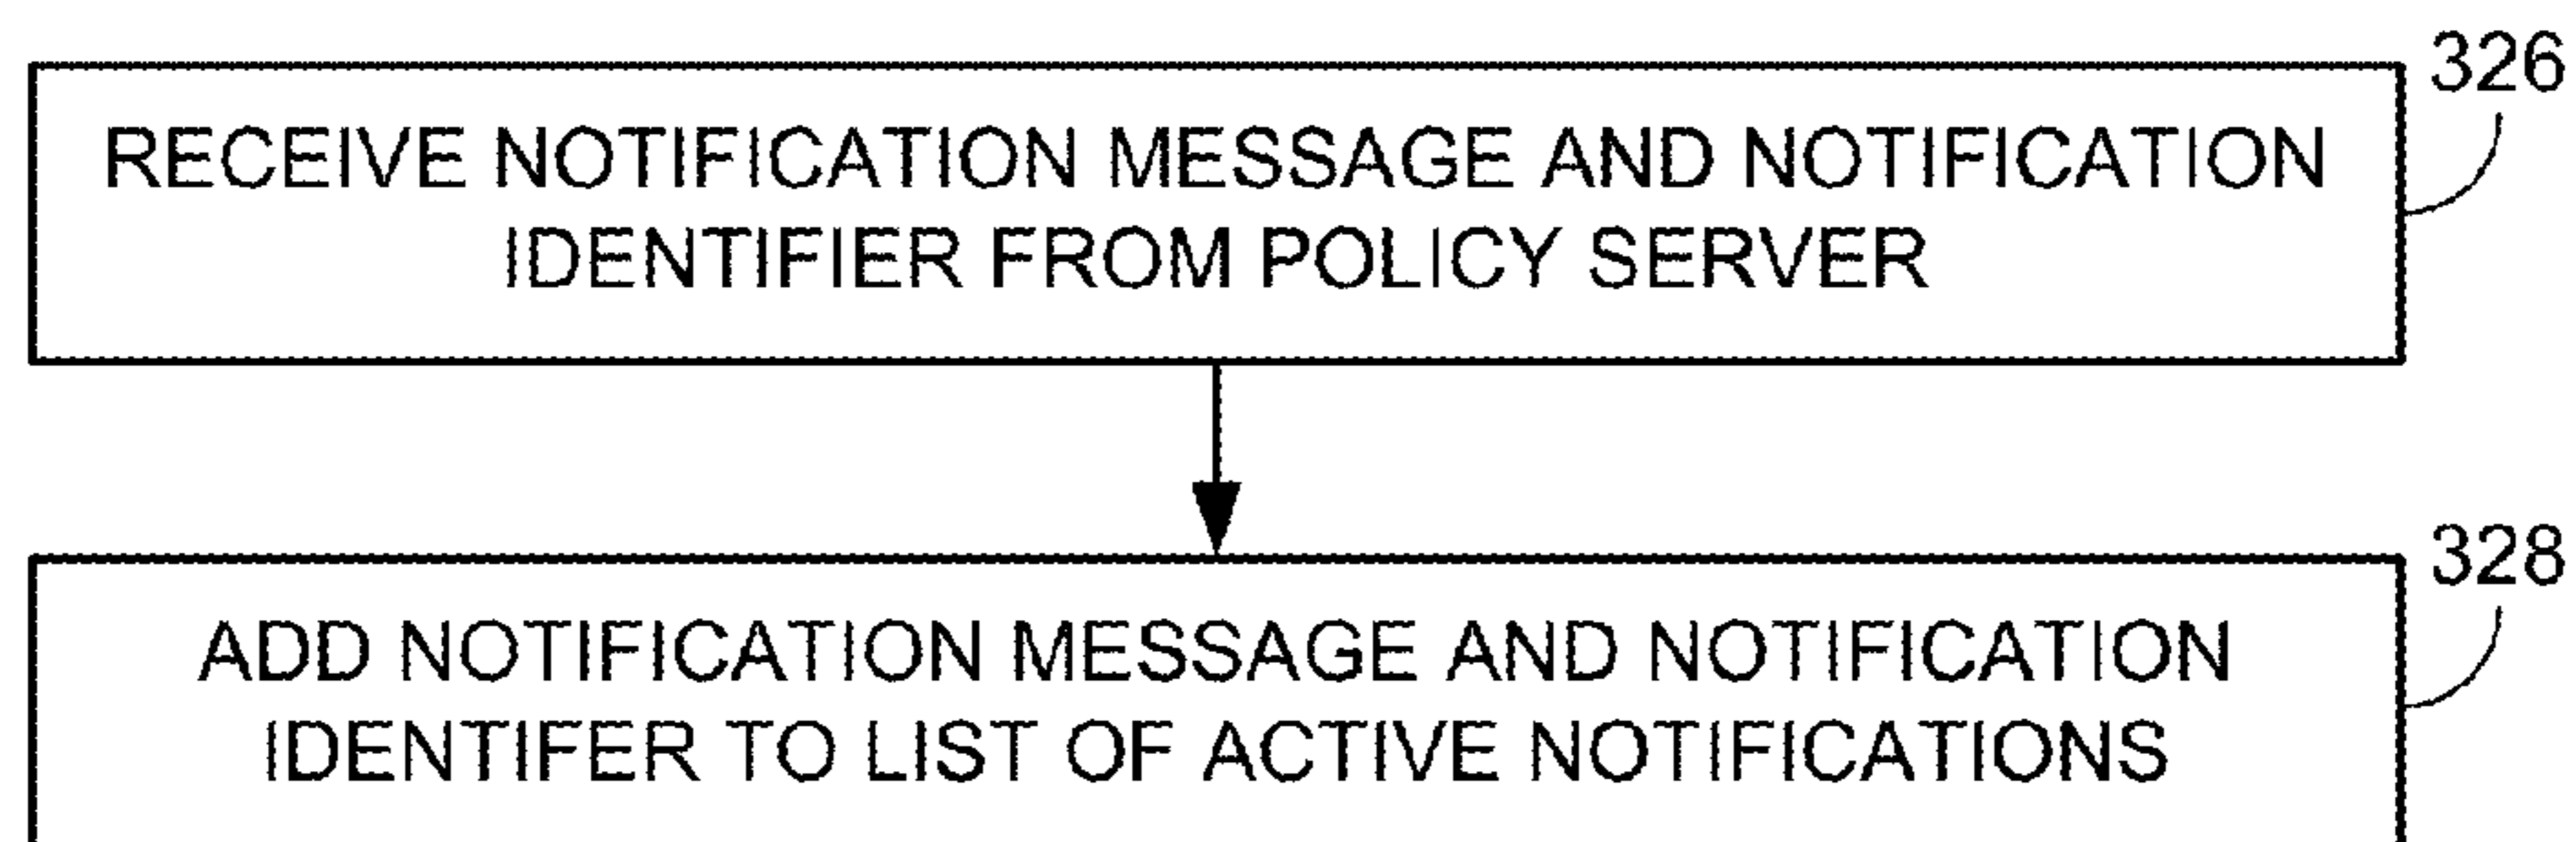 326
RECEIVE NOTIFICATION MESSAGE AND NOTIFICATION
IDENTIFIER FROM POLICY SERVER
328
ADD NOTIFICATION MESSAGE AND NOTIFICATION
IDENTIFER TO LIST OF ACTIVE NOTIFICATIONS